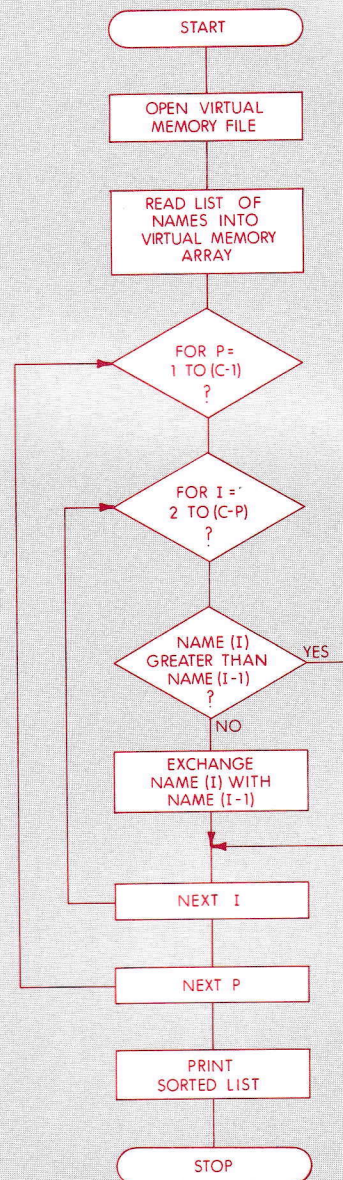 START
OPEN VIRTUAL
MEMORY FILE
READ LIST OF
NAMES INTO
VIRTUAL MEMORY
ARRAY
FOR P=
1 TO (C-1)
?
FOR I =
2 TO (C-P)
?
NAME (I)
GREATER THAN
NAME (I-1)
?
YES
NO
EXCHANGE
NAME (I) WITH
NAME (I-1)
NEXT I
NEXT P
PRINT
SORTED LIST
STOP